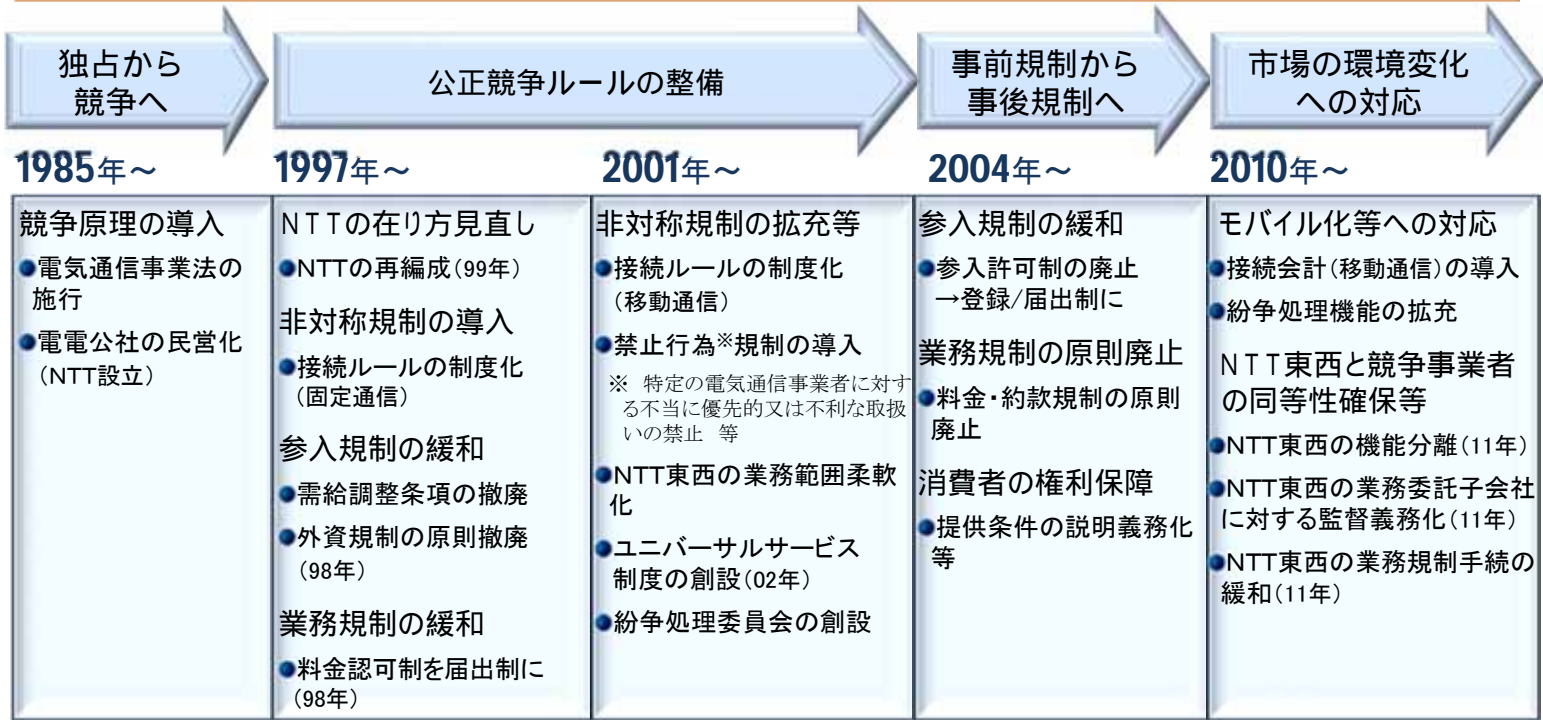 独占から
競争へ
公正競争ルールの整備
事前規制から
事後規制へ
市場の環境変化
への対応
1985年～
1997年～
2001年～
2004年～
2010年～
競争原理の導入
●電気通信事業法の
施行
●電電公社の民営化
(NTT設立)
NTTの在り方見直し
●NTTの再編成(99年)
非対称規制の導入
●接続ルールの制度化
(固定通信)
参入規制の緩和
●需給調整条項の撤廃
●外資規制の原則撤廃
(98年)
業務規制の緩和
●料金認可制を届出制に
(98年)
非対称規制の拡充等
●接続ルールの制度化
(移動通信)
●禁止行為※規制の導入
※ 特定の電気通信事業者に対す
る不当に優先的又は不利な取扱
いの禁止 等
●NTT東西の業務範囲柔軟
化
●ユニバーサルサービス
制度の創設(02年)
●紛争処理委員会の創設
参入規制の緩和
●参入許可制の廃止
→登録/届出制に
業務規制の原則廃止
●料金・約款規制の原則
廃止
消費者の権利保障
●提供条件の説明義務化
等
モバイル化等への対応
●接続会計(移動通信)の導入
●紛争処理機能の拡充
NTT東西と競争事業者
の同等性確保等
●NTT東西の機能分離(11年)
●NTT東西の業務委託子会社
に対する監督義務化(11年)
●NTT東西の業務規制手続の
緩和(11年)